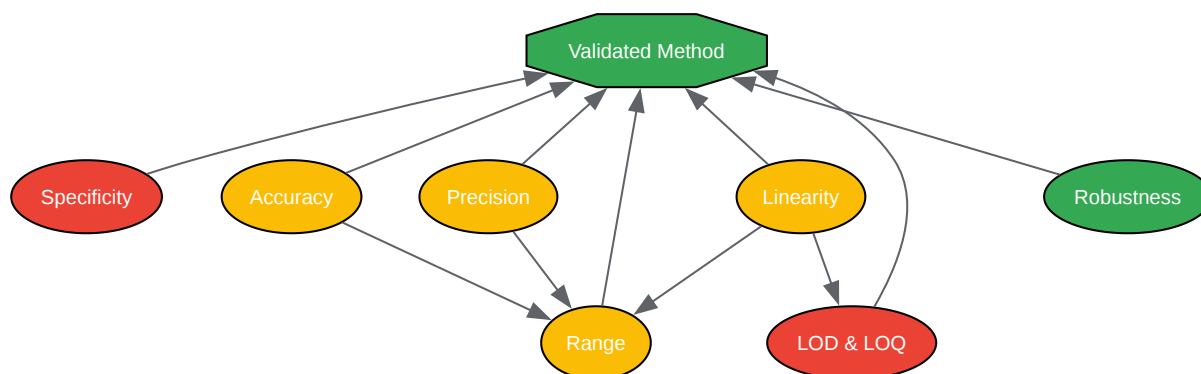 Validated Method
Specificity
Accuracy
Precision
Linearity
Robustness
Range
LOD & LOQ